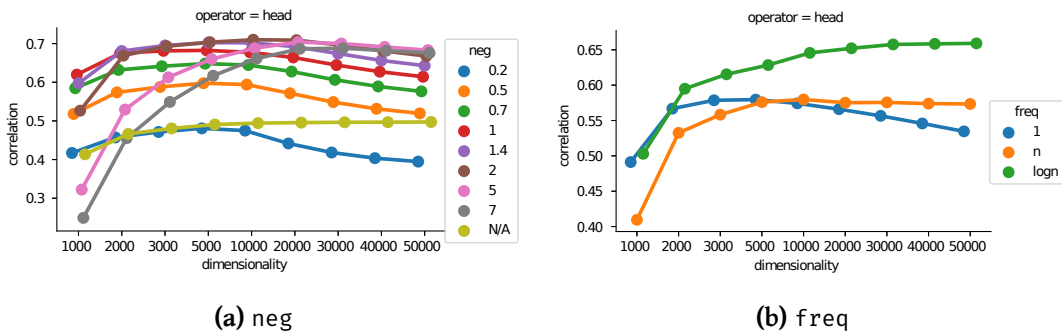 operator = head
0.7
0.6
0.5
0.4
0.3
correlation
1000 2000 3000 5000 10000 20000 30000 40000 50000
dimensionality
neg
0.2
0.5
0.7
1
1.4
2
5
7
N/A
(a) neg
operator = head
0.65
0.60
0.55
0.50
0.45
0.40
correlation
1000 2000 3000 5000 10000 20000 30000 40000 50000
dimensionality
freq
1
n
logn
(b) freq